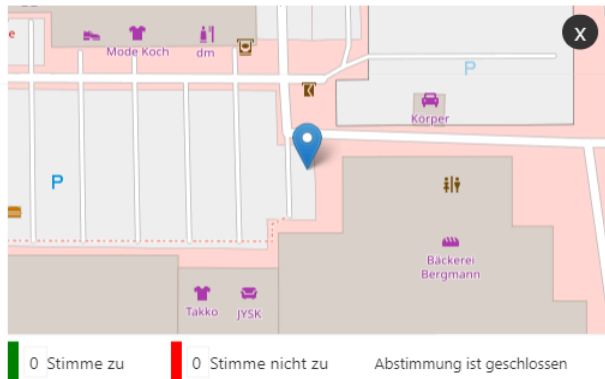 e
Mode Koch
dm
X
P
Körper
P
Bäckerei
Bergmann
Takko
JYSK
0 Stimme zu
0 Stimme nicht zu
Abstimmung ist geschlossen